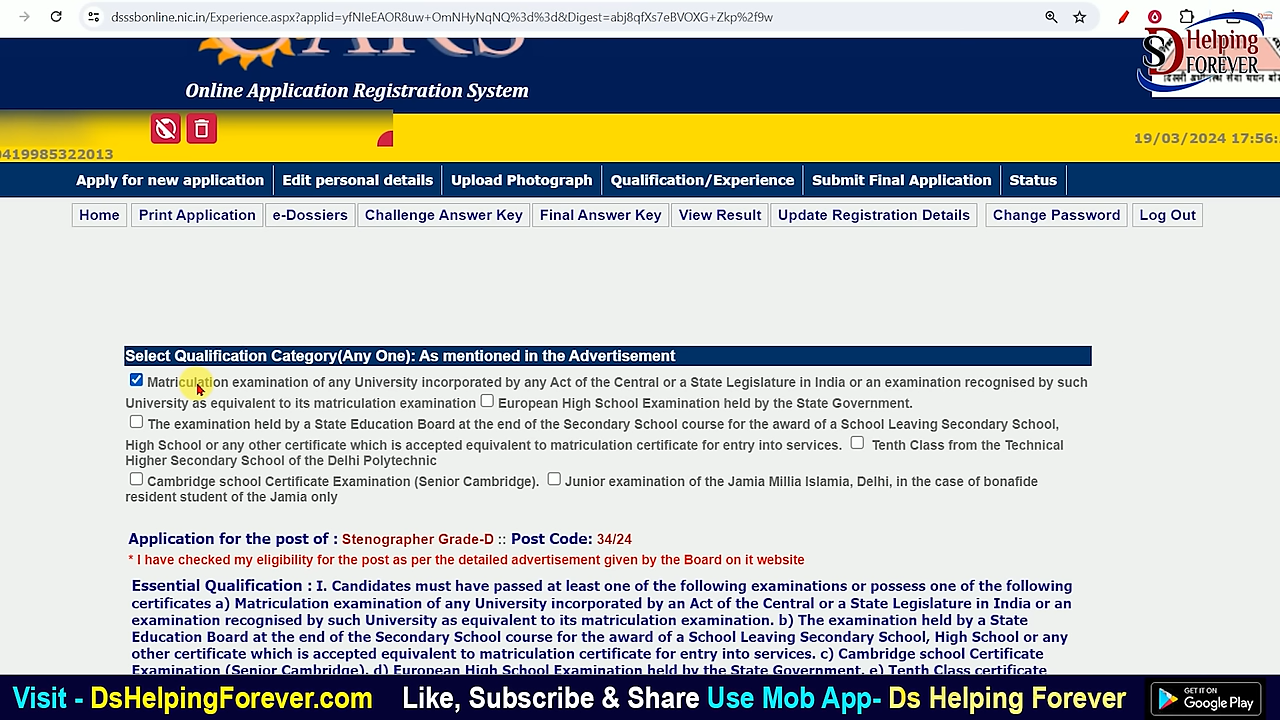 dsssbonline.nic.in/Experience.aspx?applid=yfNIeEAOR8uw+OmNHyNqNQ%3d%3d&Digest=abj8qfXs7eBVOXG+Zkp%2f9w
Helping
FOREVER
Online Application Registration System
0419985322013
19/03/2024 17:56:
Apply for new application Edit personal details Upload Photograph Qualification/Experience Submit Final Application Status
Home Print Application e-Dossiers Challenge Answer Key Final Answer Key View Result Update Registration Details Change Password Log Out
Select Qualification Category(Any One): As mentioned in the Advertisement
Matriculation examination of any University incorporated by any Act of the Central or a State Legislature in India or an examination recognised by such
University as equivalent to its matriculation examination European High School Examination held by the State Government.
The examination held by a State Education Board at the end of the Secondary School course for the award of a School Leaving Secondary School,
High School or any other certificate which is accepted equivalent to matriculation certificate for entry into services. Tenth Class from the Technical
Higher Secondary School of the Delhi Polytechnic
Cambridge school Certificate Examination (Senior Cambridge). Junior examination of the Jamia Millia Islamia, Delhi, in the case of bonafide
resident student of the Jamia only
Application for the post of : Stenographer Grade-D :: Post Code: 34/24
* I have checked my eligibility for the post as per the detailed advertisement given by the Board on it website
Essential Qualification : I. Candidates must have passed at least one of the following examinations or possess one of the following
certificates a) Matriculation examination of any University incorporated by an Act of the Central or a State Legislature in India or an
examination recognised by such University as equivalent to its matriculation examination. b) The examination held by a State
Education Board at the end of the Secondary School course for the award of a School Leaving Secondary School, High School or any
other certificate which is accepted equivalent to matriculation certificate for entry into services. c) Cambridge school Certificate
Examination (Senior Cambridge). d) European High School Examination held by the State Government. e) Tenth Class certificate
Visit - DsHelpingForever.com Like, Subscribe & Share Use Mob App- Ds Helping Forever
GET IT ON
Google Play